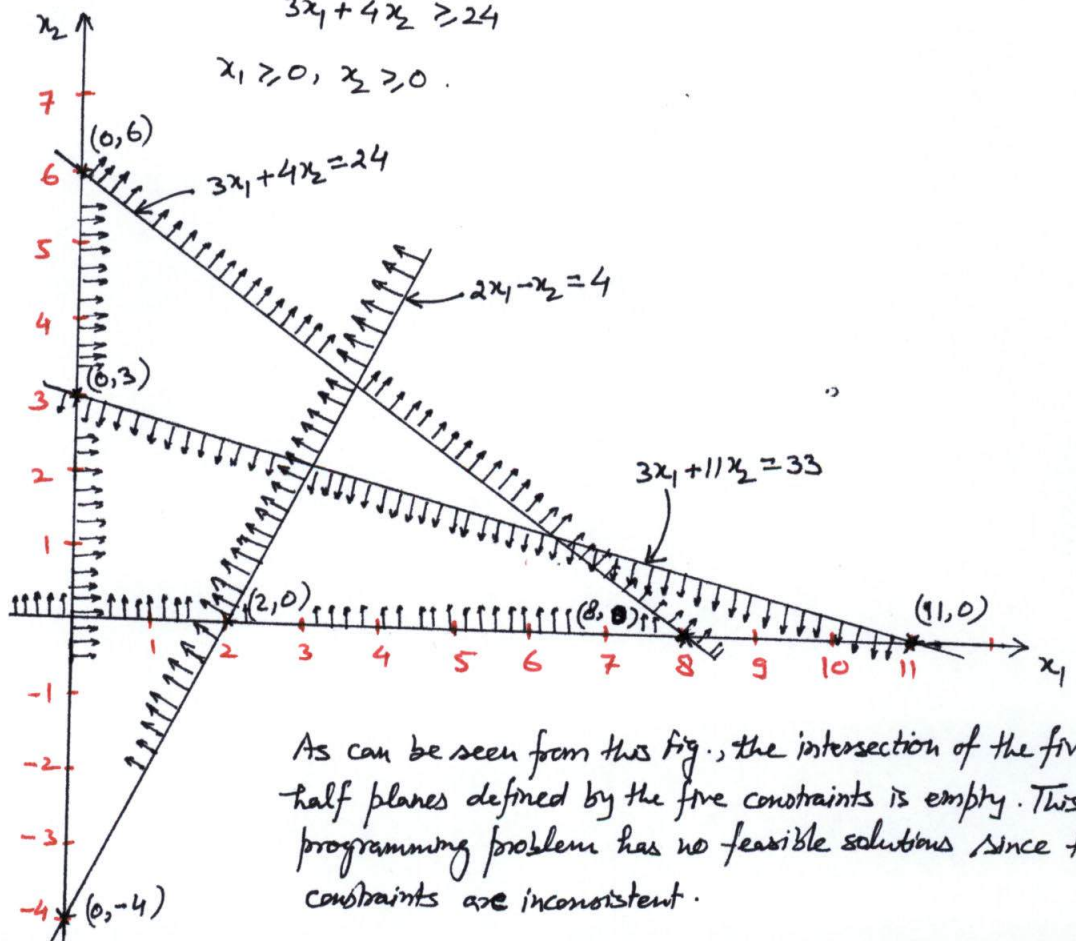 3x₁ + 4x₂ ≥ 24
x₁ ≥ 0, x₂ ≥ 0.
x₂
7
(0,6)
6
3x₁ + 4x₂ = 24
5
2x₁ - x₂ = 4
4
(0,3)
3
3x₁ + 11x₂ = 33
2
1
(2,0)
(8,0)
(11,0)
1
2
3
4
5
6
7
8
9
10
11
x₁
-1
-2
-3
-4
(0,-4)
As can be seen from this fig., the intersection of the
half planes defined by the five constraints is empty. This
programming problem has no feasible solutions since
constraints are inconsistent.